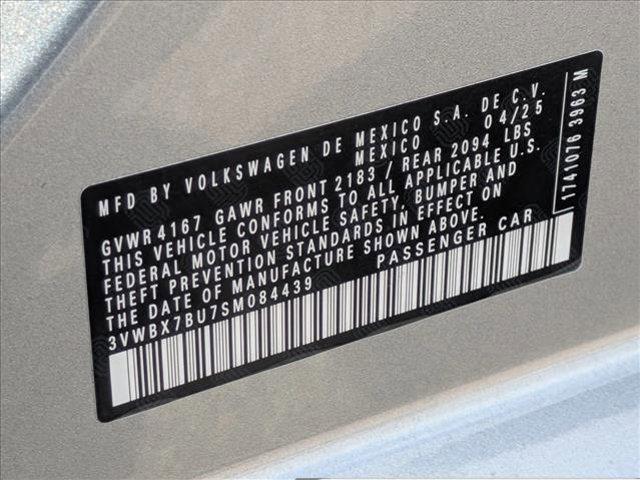 MFD BY VOLKSWAGEN DE MEXICO S.A. DE C.V.
MEXICO 04/25
GVWR 4167 GAWR FRONT 2183 / REAR 2094 LBS
THIS VEHICLE CONFORMS TO ALL APPLICABLE U.S.
FEDERAL MOTOR VEHICLE SAFETY, BUMPER AND
THEFT PREVENTION STANDARDS IN EFFECT ON
THE DATE OF MANUFACTURE SHOWN ABOVE.
3VWBX7BU7SM084439 PASSENGER CAR
1741076 3963 M